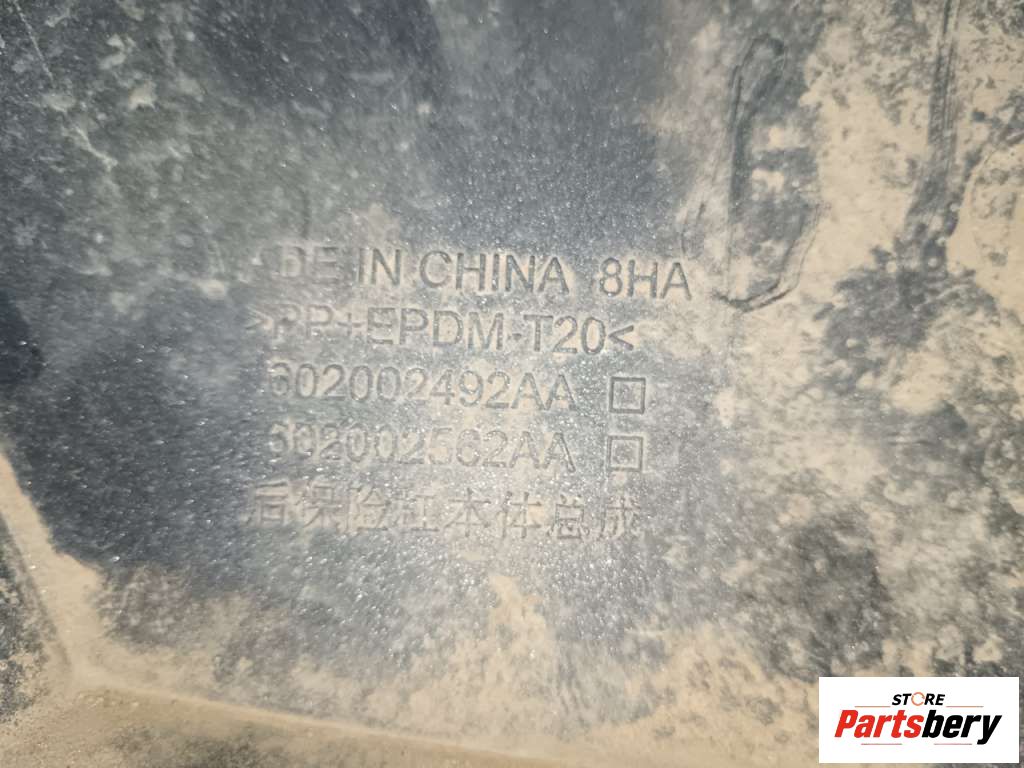 DE IN CHINA 8HA
>PP+EPDM-T20<
602002492AA
602002562AA
后保险杠本体总成
STORE
Partsbery